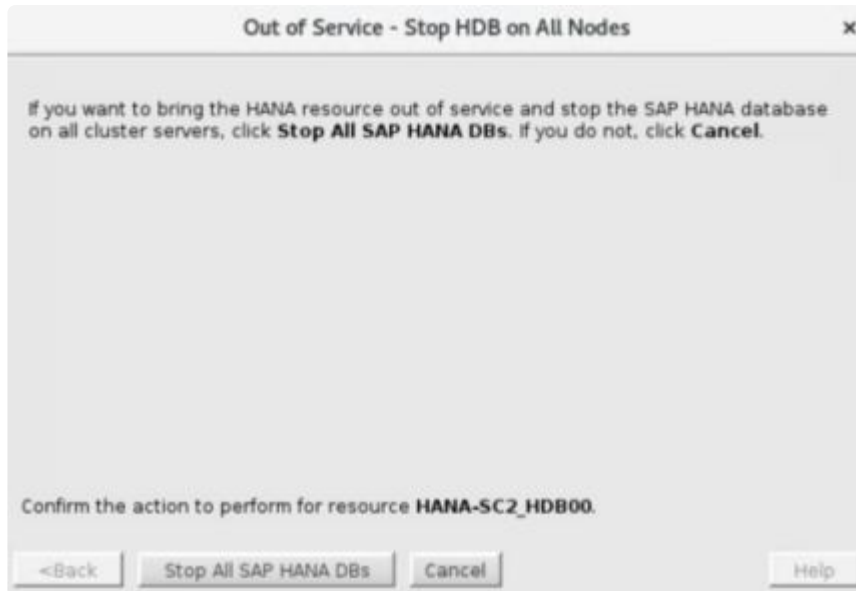 Out of Service - Stop HDB on All Nodes ×
If you want to bring the HANA resource out of service and stop the SAP HANA database
on all cluster servers, click Stop All SAP HANA DBs. If you do not, click Cancel.
Confirm the action to perform for resource HANA-SC2_HDB00.
<Back Stop All SAP HANA DBs Cancel Help